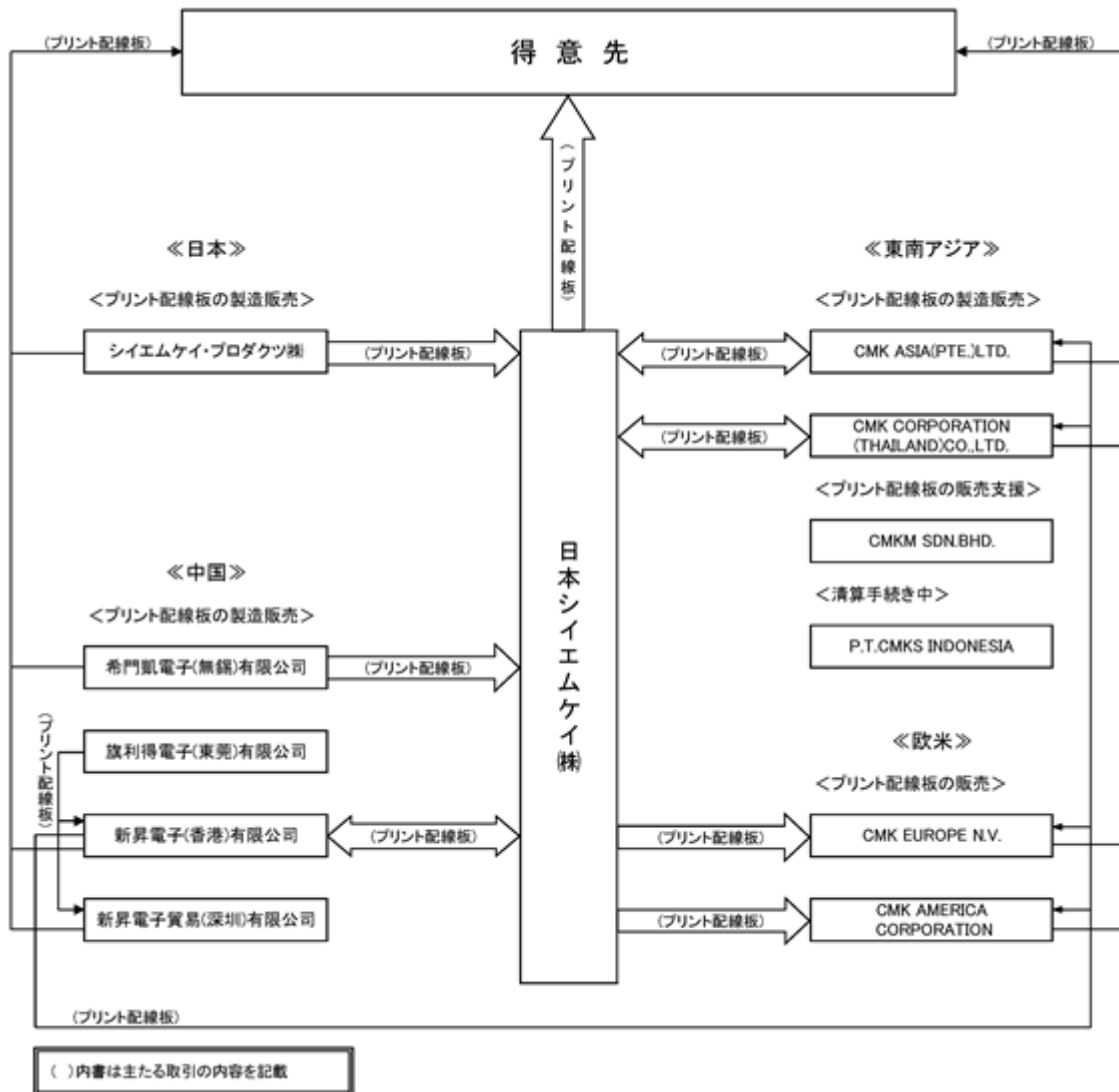 (プリント配線板)
得意先
(プリント配線板)
(プリント配線板)
≪日本≫
<プリント配線板の製造販売>
シイエムケイ・プロダクツ㈱
(プリント配線板)
≪中国≫
<プリント配線板の製造販売>
希門凱電子(無錫)有限公司
(プリント配線板)
(プリント配線板)
旗利得電子(東莞)有限公司
新昇電子(香港)有限公司
(プリント配線板)
新昇電子貿易(深圳)有限公司
日本シイエムケイ㈱
≪東南アジア≫
<プリント配線板の製造販売>
(プリント配線板)
CMK ASIA(PTE.)LTD.
(プリント配線板)
CMK CORPORATION
(THAILAND)CO.,LTD.
<プリント配線板の販売支援>
CMKM SDN.BHD.
<清算手続き中>
P.T.CMKS INDONESIA
≪欧米≫
<プリント配線板の販売>
(プリント配線板)
CMK EUROPE N.V.
(プリント配線板)
CMK AMERICA
CORPORATION
(プリント配線板)
( )内書は主たる取引の内容を記載